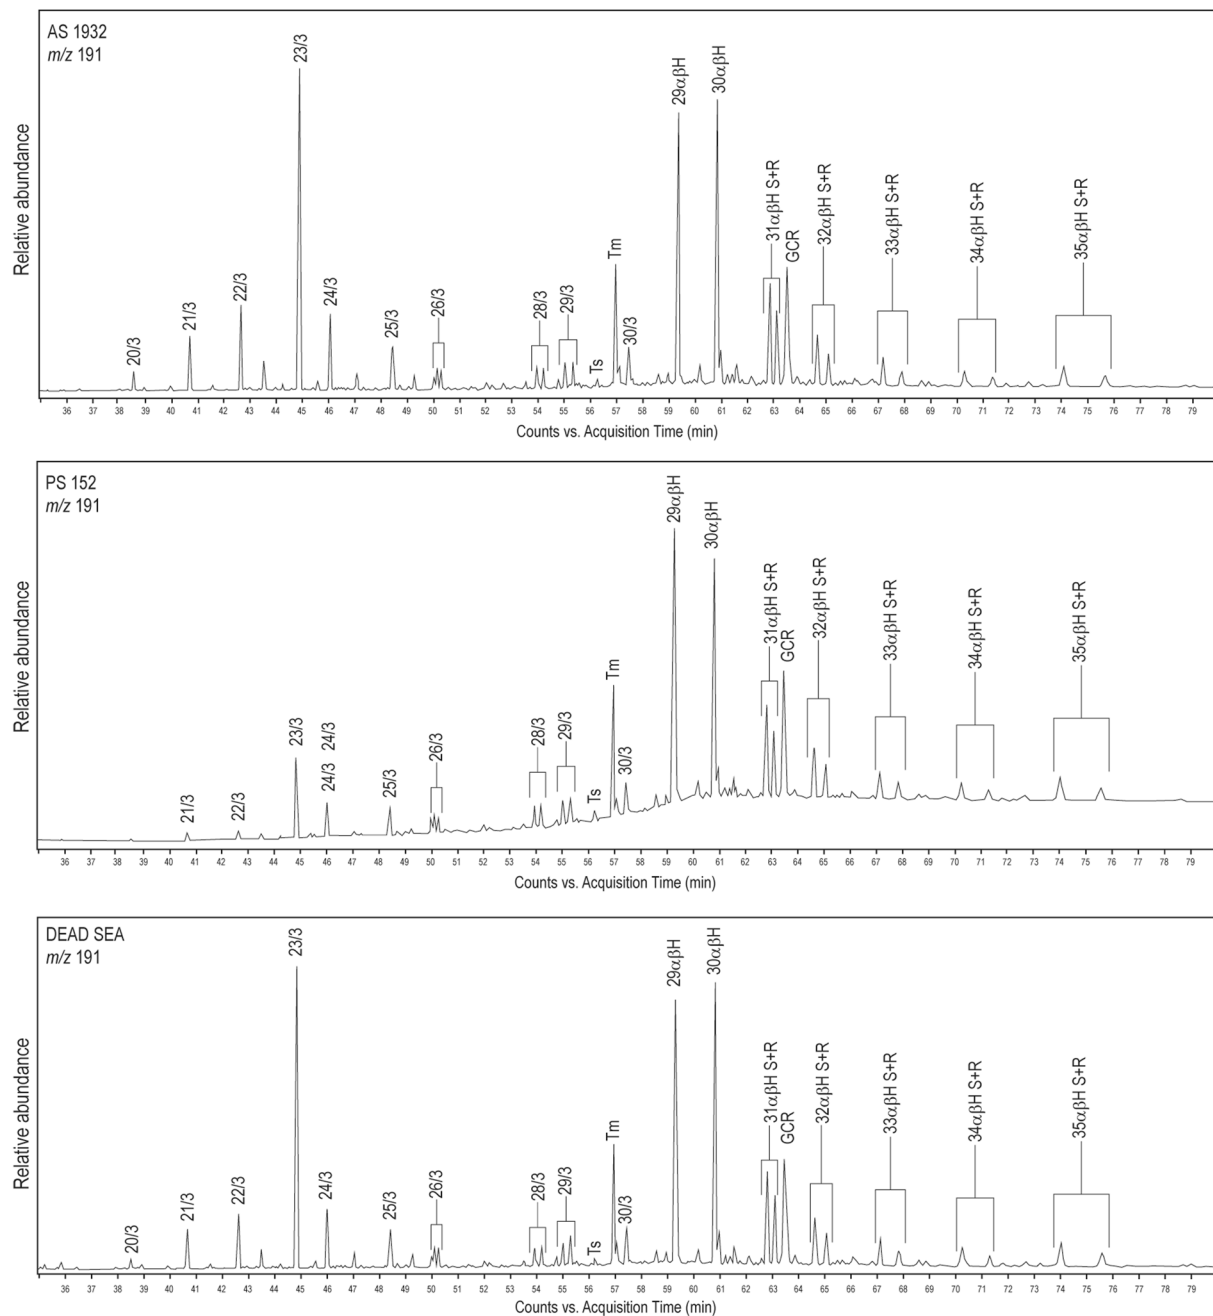 AS 1932
m/z 191
Relative abundance
20/3
21/3
22/3
23/3
24/3
25/3
26/3
28/3
29/3
Ts
Tm
30/3
29αβH
30αβH
31αβH S+R
GCR
32αβH S+R
33αβH S+R
34αβH S+R
35αβH S+R
36 37 38 39 40 41 42 43 44 45 46 47 48 49 50 51 52 53 54 55 56 57 58 59 60 61 62 63 64 65 66 67 68 69 70 71 72 73 74 75 76 77 78 79
Counts vs. Acquisition Time (min)
PS 152
m/z 191
Relative abundance
21/3
22/3
23/3
24/3
24/3
25/3
26/3
28/3
29/3
Ts
Tm
30/3
29αβH
30αβH
31αβH S+R
GCR
32αβH S+R
33αβH S+R
34αβH S+R
35αβH S+R
36 37 38 39 40 41 42 43 44 45 46 47 48 49 50 51 52 53 54 55 56 57 58 59 60 61 62 63 64 65 66 67 68 69 70 71 72 73 74 75 76 77 78 79
Counts vs. Acquisition Time (min)
DEAD SEA
m/z 191
Relative abundance
20/3
21/3
22/3
23/3
24/3
25/3
26/3
28/3
29/3
Ts
Tm
30/3
29αβH
30αβH
31αβH S+R
GCR
32αβH S+R
33αβH S+R
34αβH S+R
35αβH S+R
36 37 38 39 40 41 42 43 44 45 46 47 48 49 50 51 52 53 54 55 56 57 58 59 60 61 62 63 64 65 66 67 68 69 70 71 72 73 74 75 76 77 78 79
Counts vs. Acquisition Time (min)